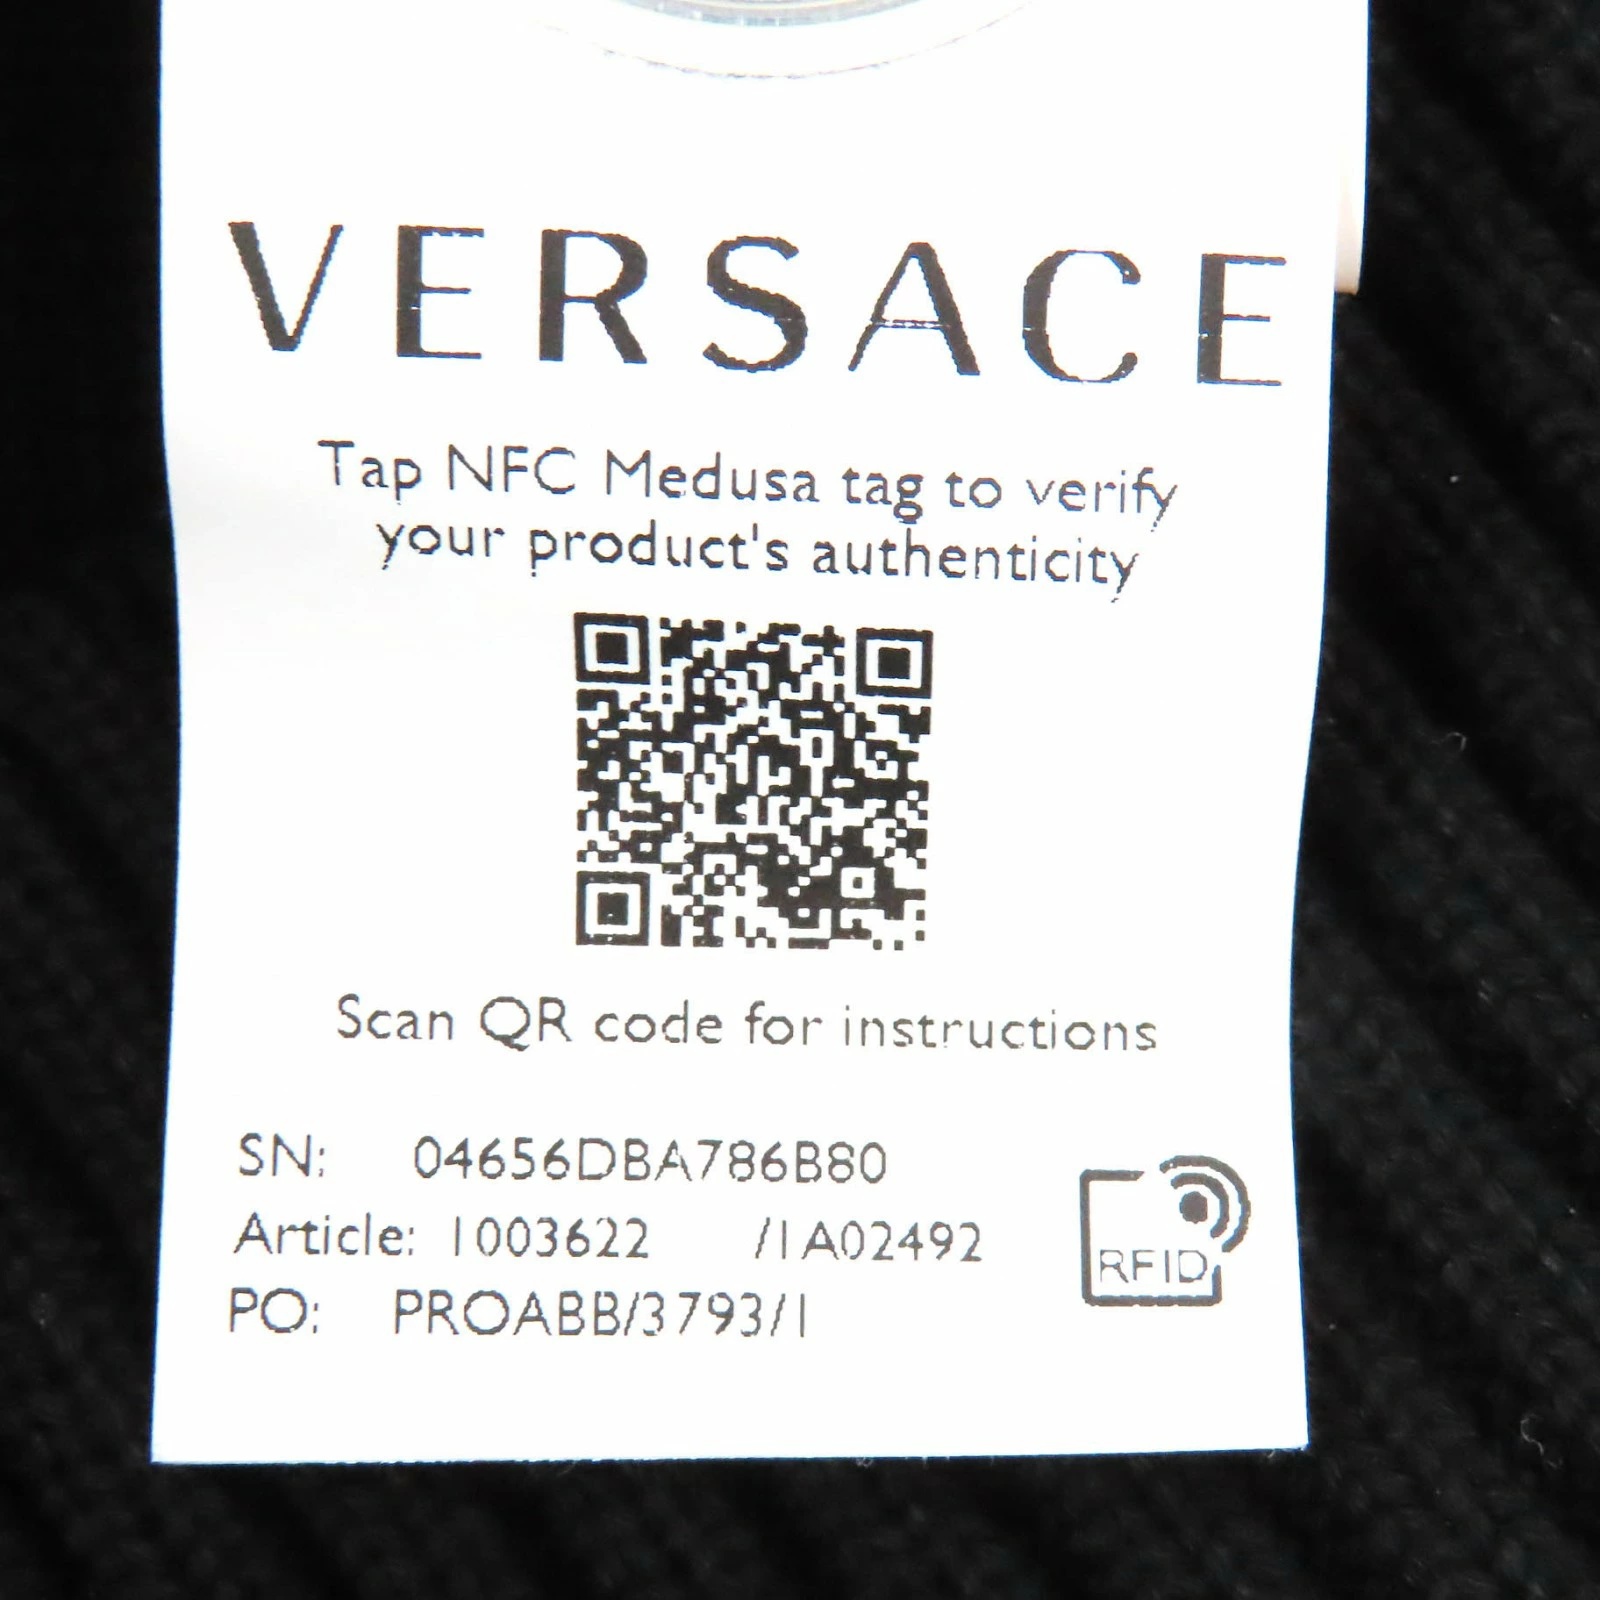 VERSACE
Tap NFC Medusa tag to verify
your product's authenticity
Scan QR code for instructions
SN: 04656DBA786B80
Article: 1003622 /1A02492
PO: PROABB/3793/1
RFID